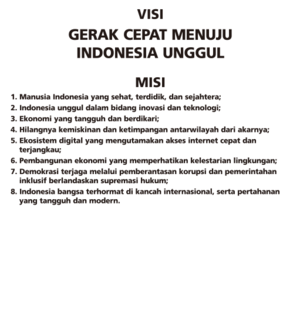 VISI
GERAK CEPAT MENUJU
INDONESIA UNGGUL
MISI
1. Manusia Indonesia yang sehat, terdidik, dan sejahtera;
2. Indonesia unggul dalam bidang inovasi dan teknologi;
3. Ekonomi yang tangguh dan berdikari;
4. Hilangnya kemiskinan dan ketimpangan antarwilayah dari akarnya;
5. Ekosistem digital yang mengutamakan akses internet cepat dan
terjangkau;
6. Pembangunan ekonomi yang memperhatikan kelestarian lingkungan;
7. Demokrasi terjaga melalui pemberantasan korupsi dan pemerintahan
inklusif berlandaskan supremasi hukum;
8. Indonesia bangsa terhormat di kancah internasional, serta pertahanan
yang tangguh dan modern.